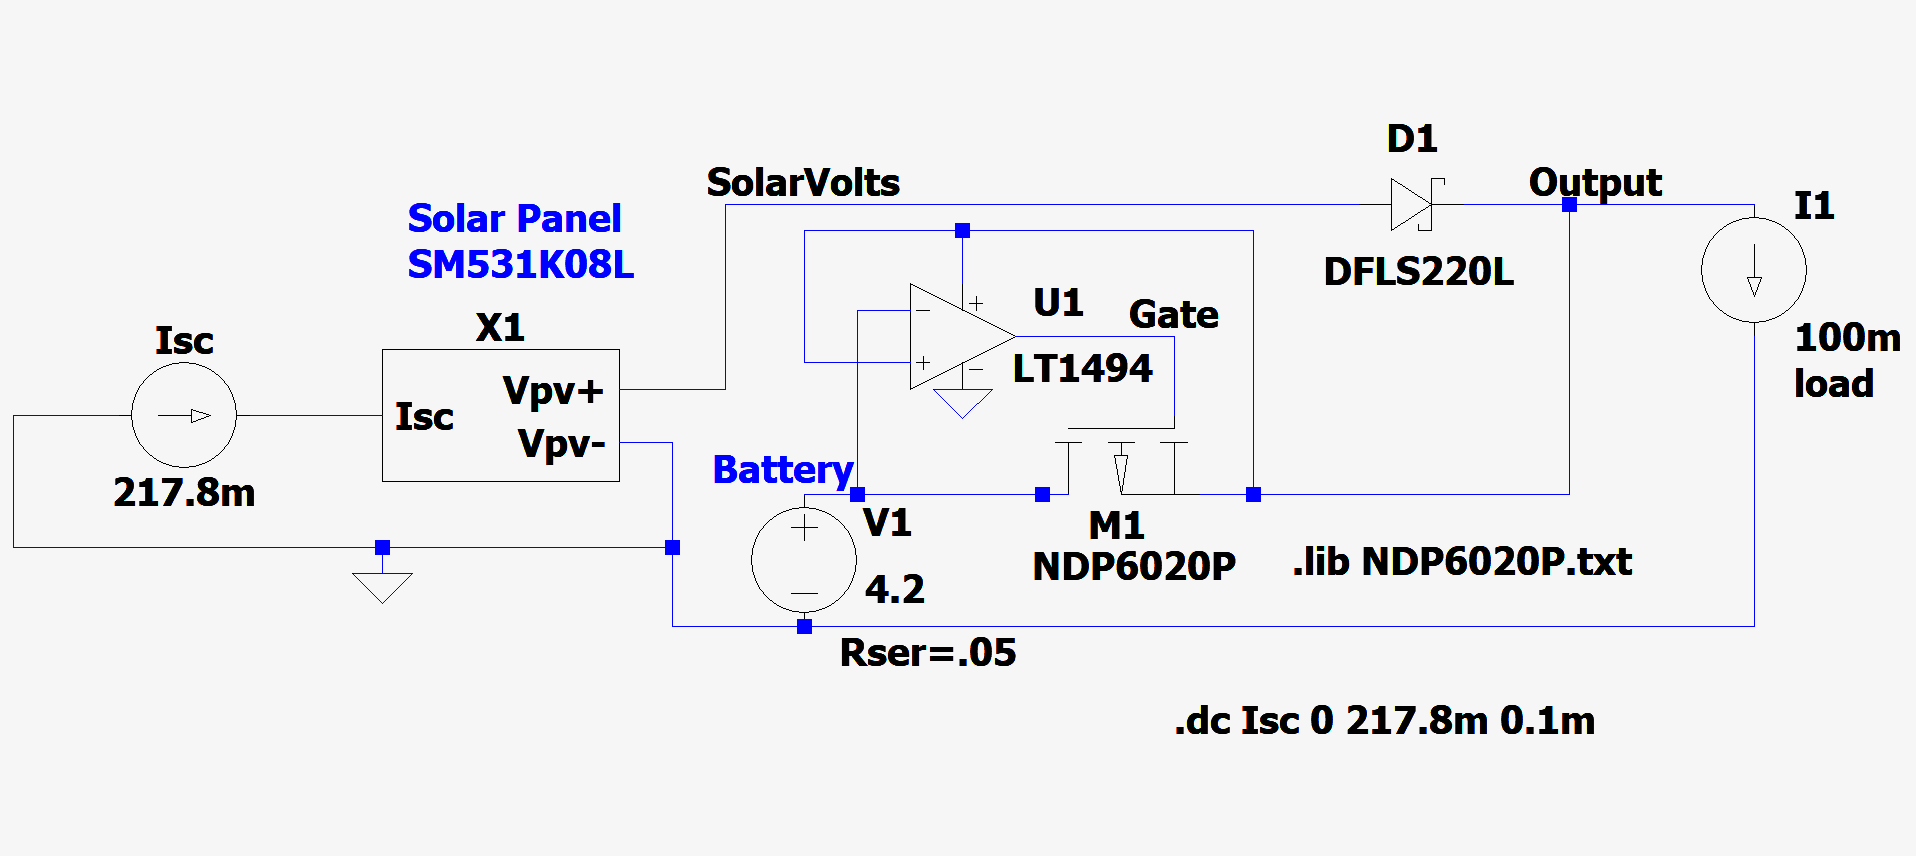 D1
SolarVolts
Output
Solar Panel
SM531K08L
I1
DFLS220L
U1
Gate
X1
Isc
LT1494
100m
load
Vpv+
Isc
Vpv-
Battery
217.8m
V1
M1
4.2
NDP6020P
.lib NDP6020P.txt
Rser=.05
.dc Isc 0 217.8m 0.1m